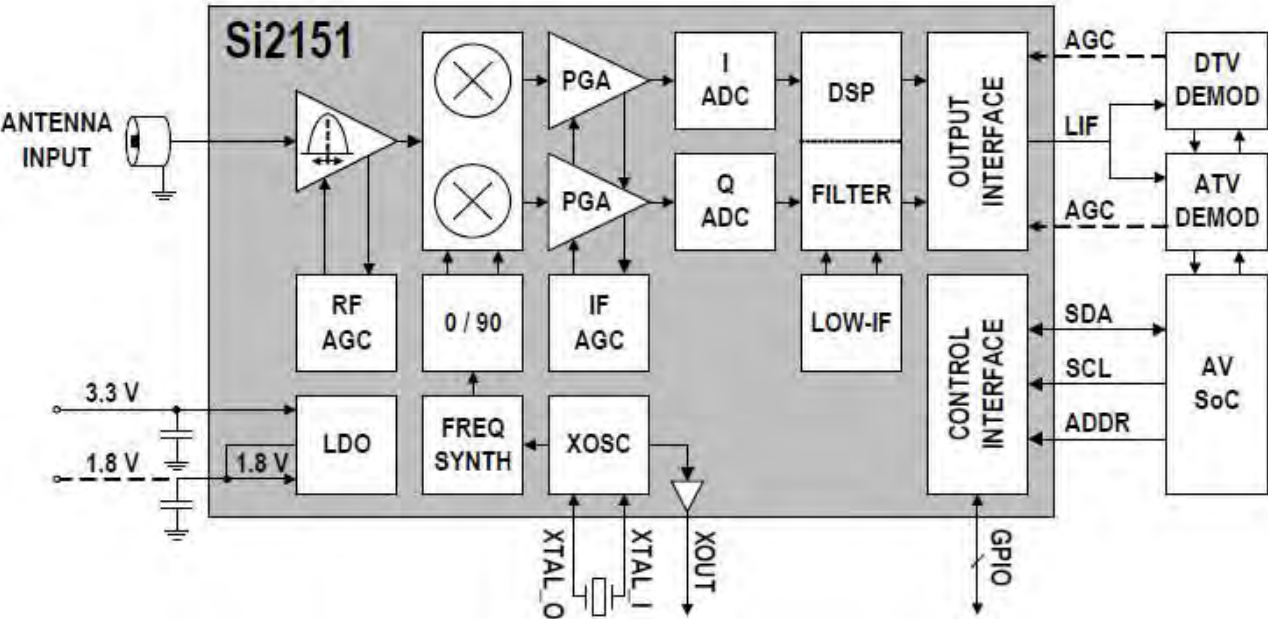 Si2151
ANTENNA
INPUT
PGA
PGA
I
ADC
Q
ADC
DSP
FILTER
OUTPUT
INTERFACE
AGC
LIF
AGC
DTV
DEMOD
ATV
DEMOD
RF
AGC
0 / 90
IF
AGC
LOW-IF
CONTROL
INTERFACE
SDA
SCL
ADDR
AV
SoC
3.3 V
1.8 V
1.8 V
LDO
FREQ
SYNTH
XOSC
XTAL_O
XTAL_I
XOUT
GPIO